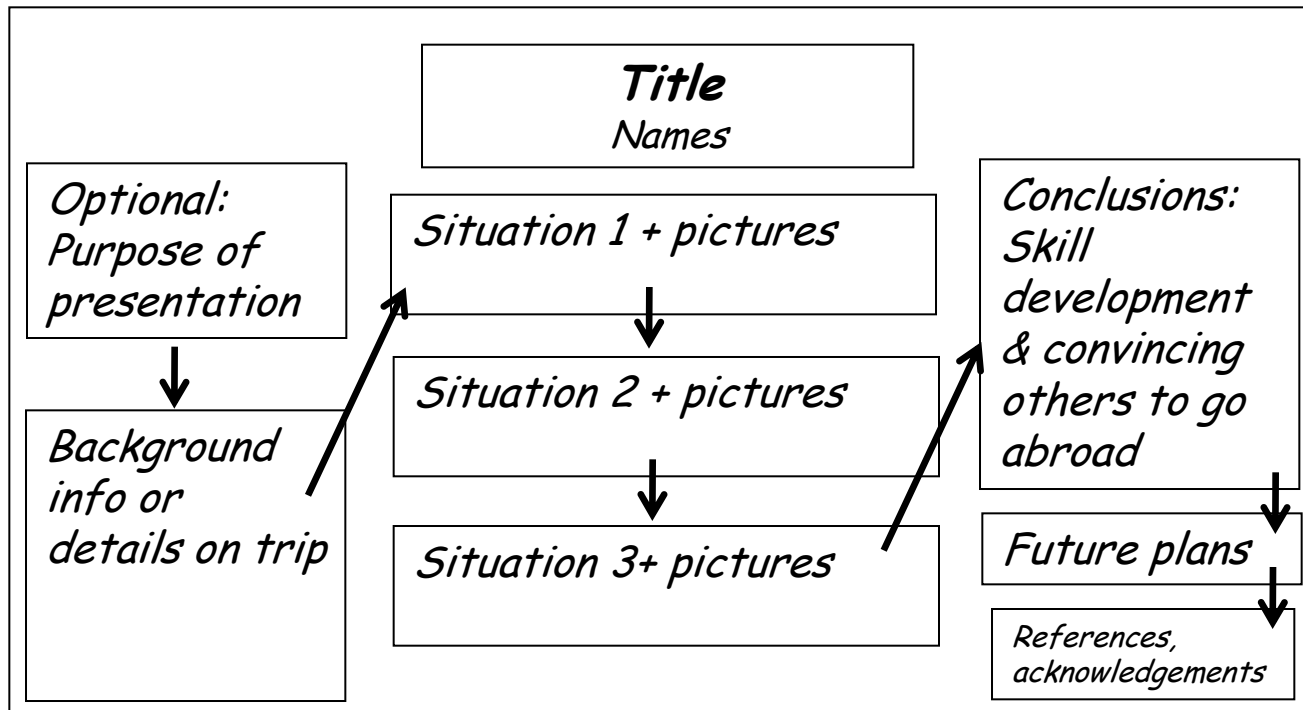 Title
Names
Optional:
Purpose of
presentation
Background
info or
details on trip
Situation 1 + pictures
Situation 2 + pictures
Situation 3+ pictures
Conclusions:
Skill
development
& convincing
others to go
abroad
Future plans
References,
acknowledgements